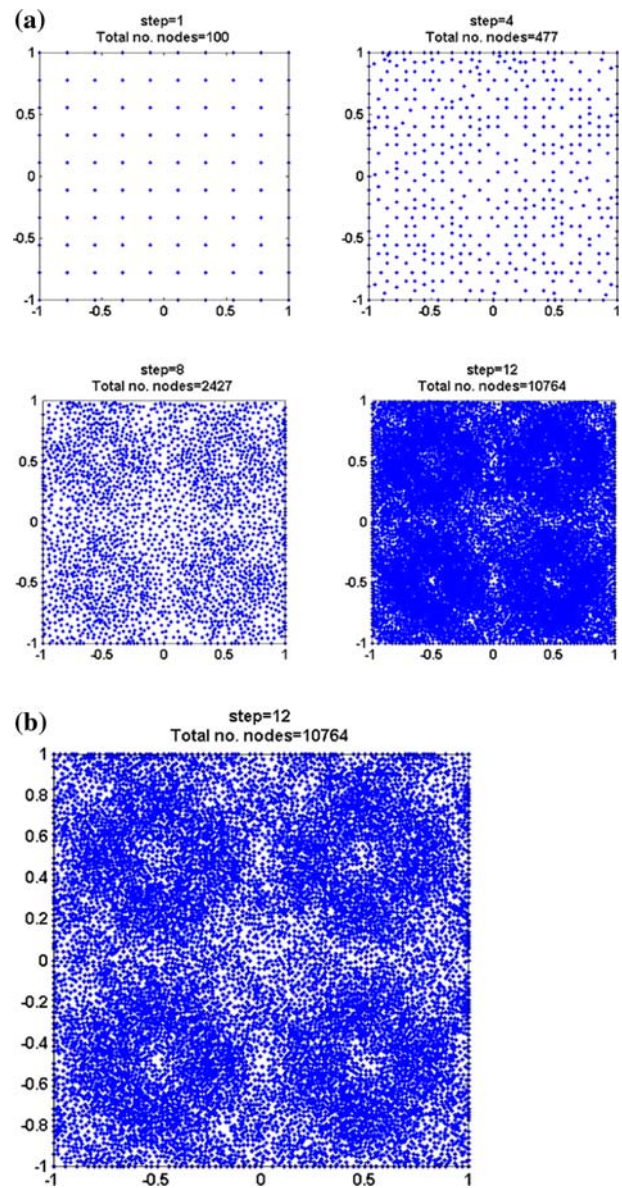 (a)
step=1
Total no. nodes=100
1
0.5
0
-0.5
-1
-1 -0.5 0 0.5 1
step=4
Total no. nodes=477
1
0.5
0
-0.5
-1
-1 -0.5 0 0.5 1
step=8
Total no. nodes=2427
1
0.5
0
-0.5
-1
-1 -0.5 0 0.5 1
step=12
Total no. nodes=10764
1
0.5
0
-0.5
-1
-1 -0.5 0 0.5 1
(b)
step=12
Total no. nodes=10764
1
0.8
0.6
0.4
0.2
0
-0.2
-0.4
-0.6
-0.8
-1
-1 -0.5 0 0.5 1